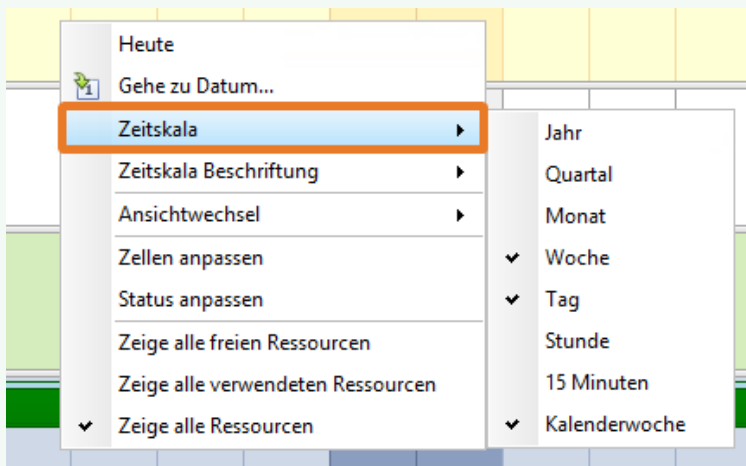 Heute
Gehe zu Datum...
Zeitskala
Zeitskala Beschriftung
Ansichtwechsel
Zellen anpassen
Status anpassen
Zeige alle freien Ressourcen
Zeige alle verwendeten Ressourcen
Zeige alle Ressourcen
Jahr
Quartal
Monat
Woche
Tag
Stunde
15 Minuten
Kalenderwoche